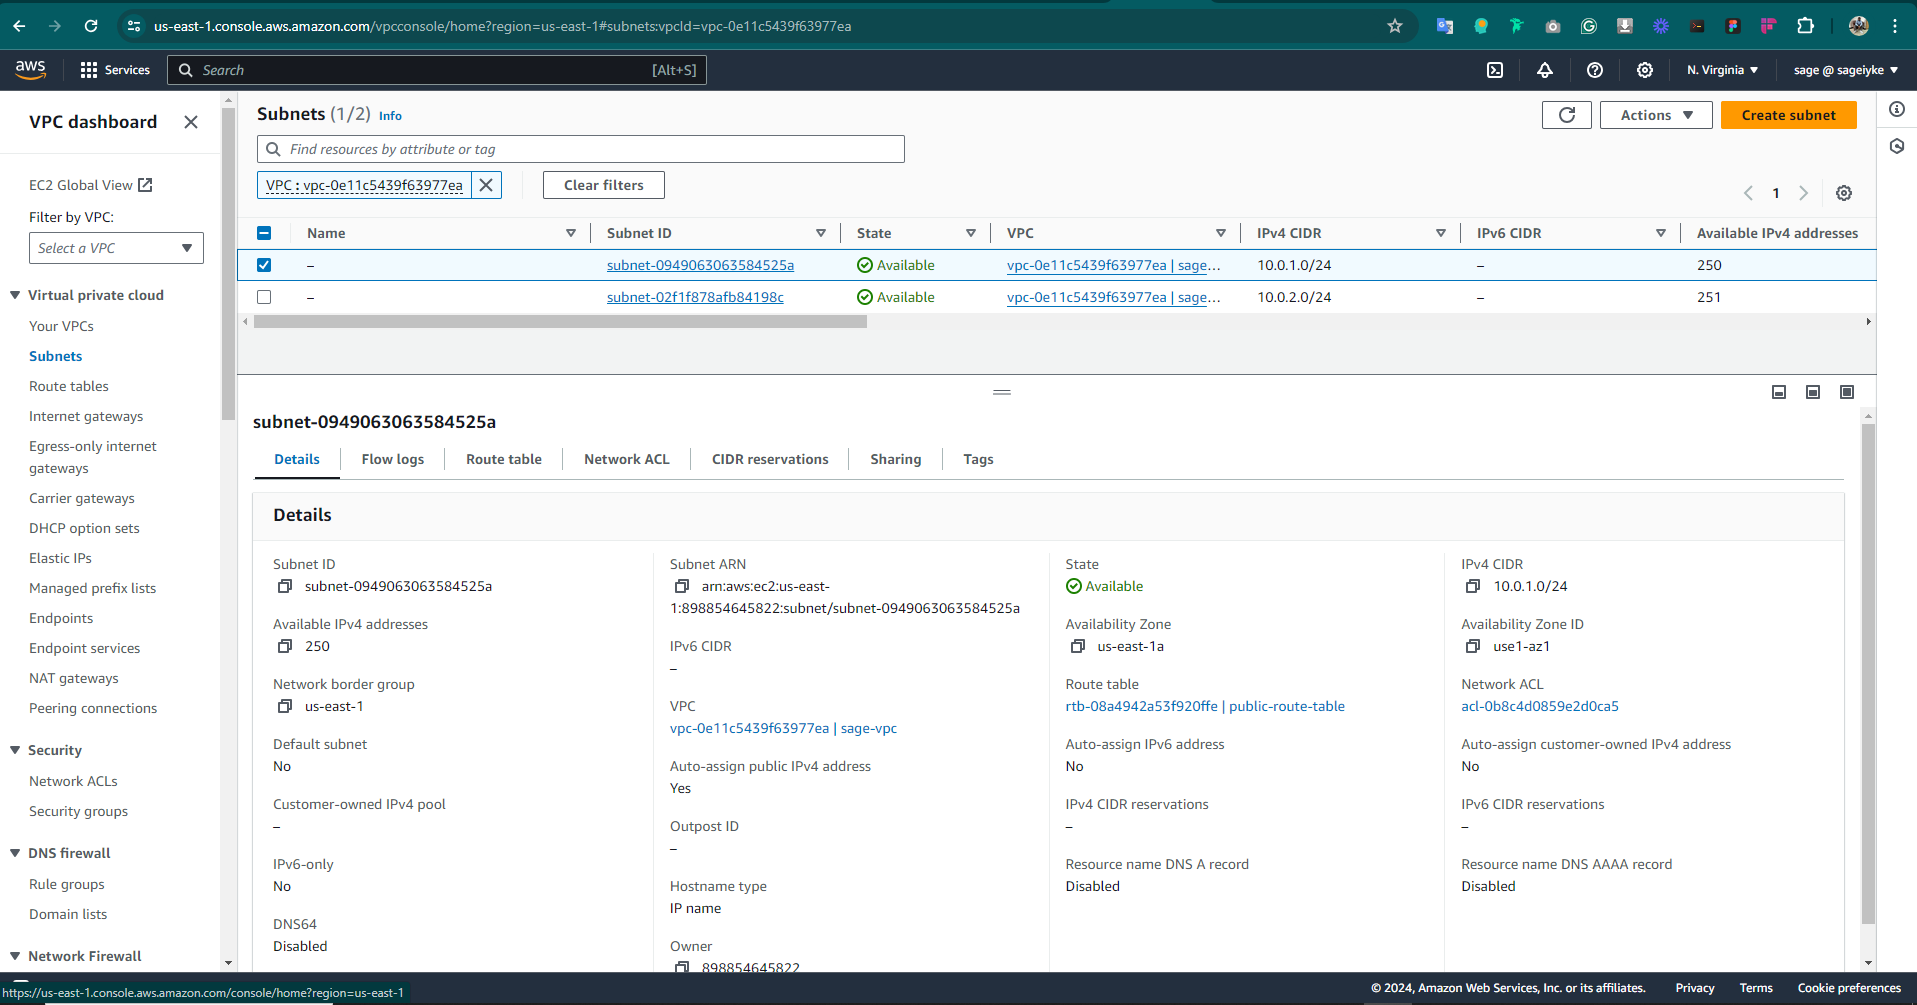 us-east-1.console.aws.amazon.com/vpcconsole/home?region=us-east-1#subnets:vpcId=vpc-0e11c5439f63977ea
aws Services Search [Alt+S] N. Virginia sage @ sageiyke
VPC dashboard
EC2 Global View
Filter by VPC:
Select a VPC
Virtual private cloud
Your VPCs
Subnets
Route tables
Internet gateways
Egress-only internet
gateways
Carrier gateways
DHCP option sets
Elastic IPs
Managed prefix lists
Endpoints
Endpoint services
NAT gateways
Peering connections
Security
Network ACLs
Security groups
DNS firewall
Rule groups
Domain lists
Network Firewall
Subnets (1/2) Info
Actions
Create subnet
Find resources by attribute or tag
VPC : vpc-0e11c5439f63977ea
Clear filters
1
Name Subnet ID State VPC IPv4 CIDR IPv6 CIDR Available IPv4 addresses
– subnet-0949063063584525a Available vpc-0e11c5439f63977ea | sage... 10.0.1.0/24 – 250
– subnet-02f1f878afb84198c Available vpc-0e11c5439f63977ea | sage... 10.0.2.0/24 – 251
subnet-0949063063584525a
Details Flow logs Route table Network ACL CIDR reservations Sharing Tags
Details
Subnet ID
subnet-0949063063584525a
Available IPv4 addresses
250
Network border group
us-east-1
Default subnet
No
Customer-owned IPv4 pool
–
IPv6-only
No
DNS64
Disabled
Subnet ARN
arn:aws:ec2:us-east-
1:898854645822:subnet/subnet-0949063063584525a
IPv6 CIDR
–
VPC
vpc-0e11c5439f63977ea | sage-vpc
Auto-assign public IPv4 address
Yes
Outpost ID
–
Hostname type
IP name
Owner
898854645822
State
Available
Availability Zone
us-east-1a
Route table
rtb-08a4942a53f920ffe | public-route-table
Auto-assign IPv6 address
No
IPv4 CIDR reservations
–
Resource name DNS A record
Disabled
IPv4 CIDR
10.0.1.0/24
Availability Zone ID
use1-az1
Network ACL
acl-0b8c4d0859e2d0ca5
Auto-assign customer-owned IPv4 address
No
IPv6 CIDR reservations
–
Resource name DNS AAAA record
Disabled
https://us-east-1.console.aws.amazon.com/console/home?region=us-east-1
© 2024, Amazon Web Services, Inc. or its affiliates. Privacy Terms Cookie preferences